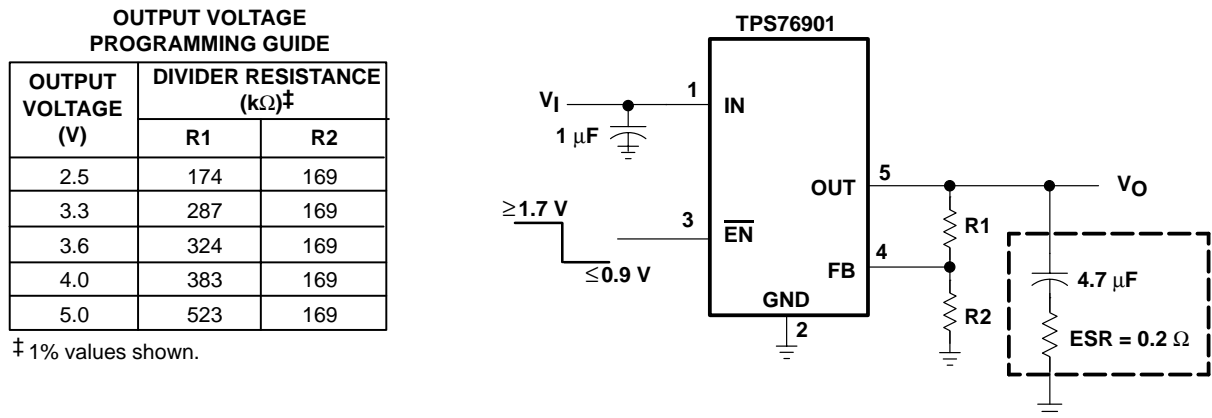 OUTPUT VOLTAGE
PROGRAMMING GUIDE
OUTPUT
VOLTAGE
(V)
DIVIDER RESISTANCE
(kΩ)‡
R1 R2
2.5 174 169
3.3 287 169
3.6 324 169
4.0 383 169
5.0 523 169
‡ 1% values shown.
TPS76901
VI
1
IN
1 µF
≥1.7 V
≤0.9 V
3
EN
OUT
5
VO
R1
4
FB
R2
GND
2
4.7 µF
ESR = 0.2 Ω